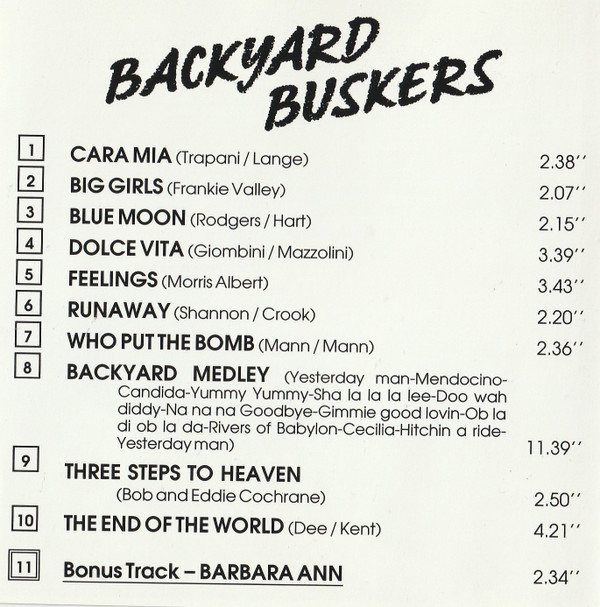 BACKYARD
BUSKERS
1 CARA MIA (Trapani / Lange) 2.38''
2 BIG GIRLS (Frankie Valley) 2.07''
3 BLUE MOON (Rodgers / Hart) 2.15''
4 DOLCE VITA (Giombini / Mazzolini) 3.39''
5 FEELINGS (Morris Albert) 3.43''
6 RUNAWAY (Shannon / Crook) 2.20''
7 WHO PUT THE BOMB (Mann / Mann) 2.36''
8 BACKYARD MEDLEY (Yesterday man-Mendocino-
Candida-Yummy Yummy-Sha la la la lee-Doo wah
diddy-Na na na Goodbye-Gimmie good lovin-Ob la
di ob la da-Rivers of Babylon-Cecilia-Hitchin a ride-
Yesterday man) 11.39''
9 THREE STEPS TO HEAVEN
(Bob and Eddie Cochrane) 2.50''
10 THE END OF THE WORLD (Dee / Kent) 4.21''
11 Bonus Track – BARBARA ANN 2.34''